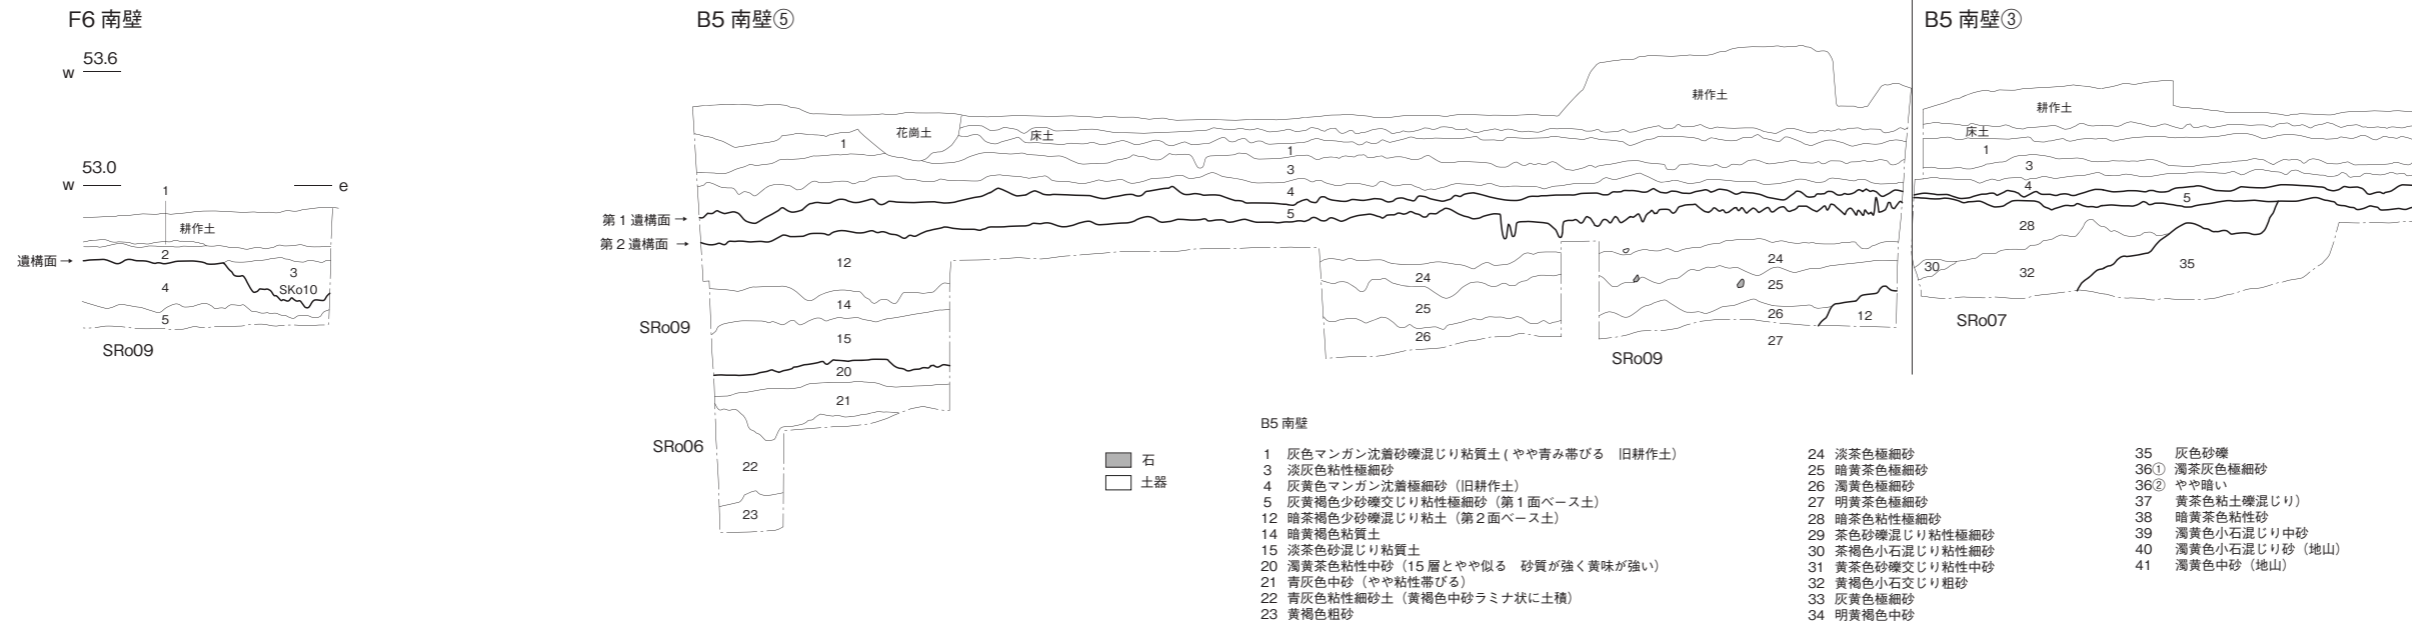 F6 南壁
53.6
w
53.0
w
e
1
耕作土
2
遺構面→
3
SKo10
4
5
SRo09
B5 南壁⑤
耕作土
花崗土
床土
1
1
3
4
第1遺構面→
5
第2遺構面→
12
24
24
14
25
25
SRo09
15
26
26
12
27
SRo09
20
21
SRo06
22
23
石
土器
B5 南壁③
耕作土
床土
1
3
4
5
28
30
32
35
SRo07
B5 南壁
1 灰色マンガン沈着砂礫混じり粘質土 ( やや青み帯びる 旧耕作土）
3 淡灰色粘性極細砂
4 灰黄色マンガン沈着極細砂（旧耕作土）
5 灰黄褐色少砂礫交じり粘性極細砂（第１面ベース土）
12 暗茶褐色少砂礫混じり粘土（第２面ベース土）
14 暗黄褐色粘質土
15 淡茶色砂混じり粘質土
20 濁黄茶色粘性中砂（15 層とやや似る 砂質が強く黄味が強い）
21 青灰色中砂（やや粘性帯びる）
22 青灰色粘性細砂土（黄褐色中砂ラミナ状に土積）
23 黄褐色粗砂
24 淡茶色極細砂
25 暗黄茶色極細砂
26 濁黄色極細砂
27 明黄茶色極細砂
28 暗茶色粘性極細砂
29 茶色砂礫混じり粘性極細砂
30 茶褐色小石混じり粘性細砂
31 黄茶色砂礫交じり粘性中砂
32 黄褐色小石交じり粗砂
33 灰黄色極細砂
34 明黄褐色中砂
35 灰色砂礫
36① 濁茶灰色極細砂
36② やや暗い
37 黄茶色粘土礫混じり）
38 暗黄茶色粘性砂
39 濁黄色小石混じり中砂
40 濁黄色小石混じり砂（地山）
41 濁黄色中砂（地山）